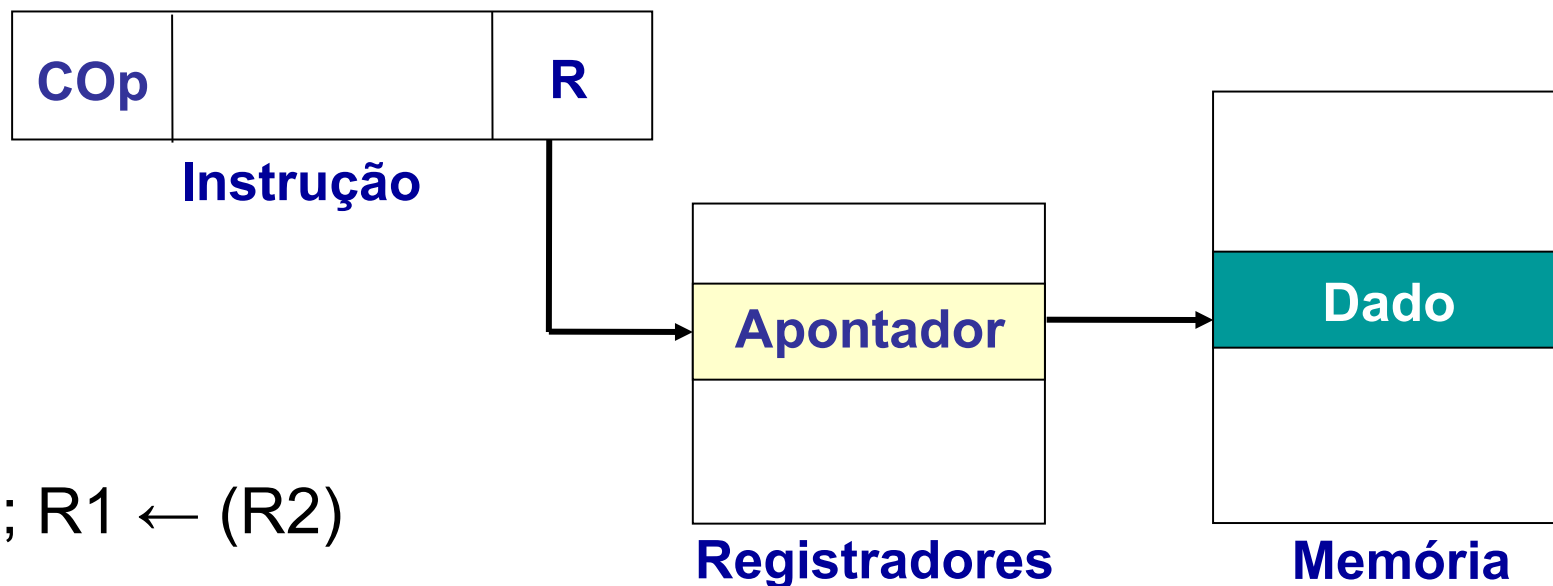 COp R
Instrução
Apontador
Dado
; R1 ← (R2)
Registradores
Memória